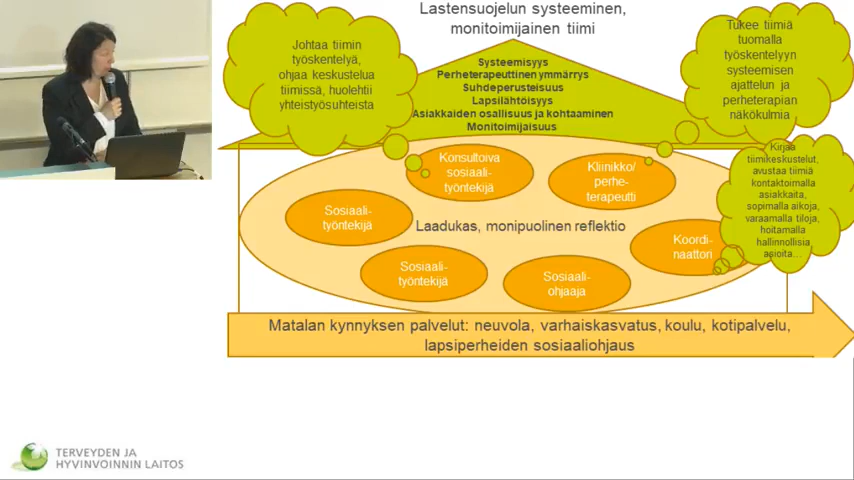 Lastensuojelun systeeminen,
monitoimijainen tiimi
Johtaa tiimin
työskentelyä,
ohjaa keskustelua
tiimissä, huolehtii
yhteistyösuhteista
Tukee tiimiä
tuomalla
työskentelyyn
systeemisen
ajattelun ja
perheterapian
näkökulmia
Systeemisyys
Perheterapeuttinen ymmärrys
Suhdeperusteisuus
Lapsilähtöisyys
Asiakkaiden osallisuus ja kohtaaminen
Monitoimijaisuus
Kirjaa
tiimikeskustelut,
avustaa tiimiä
kontaktoimalla
asiakkaita,
sopimalla aikoja,
varaamalla tiloja,
hoitamalla
hallinnollisia
asioita...
Konsultoiva
sosiaali-
työntekijä
Kliinikko/
perhe-
terapeutti
Sosiaali-
työntekijä
Laadukas, monipuolinen reflektio
Koordi-
naattori
Sosiaali-
työntekijä
Sosiaali-
ohjaaja
Matalan kynnyksen palvelut: neuvola, varhaiskasvatus, koulu, kotipalvelu,
lapsiperheiden sosiaaliohjaus
TERVEYDEN JA
HYVINVOINNIN LAITOS